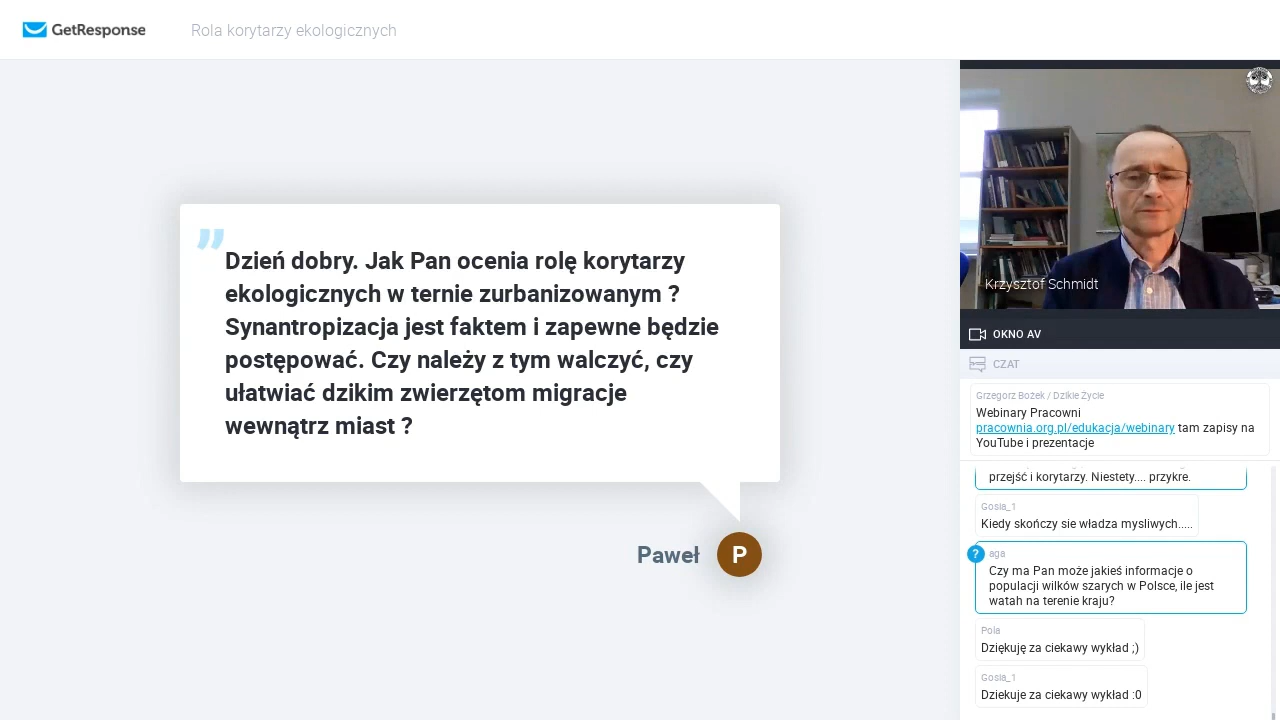 GetResponse
Rola korytarzy ekologicznych
Dzień dobry. Jak Pan ocenia rolę korytarzy
ekologicznych w ternie zurbanizowanym ?
Synantropizacja jest faktem i zapewne będzie
postępować. Czy należy z tym walczyć, czy
ułatwiać dzikim zwierzętom migracje
wewnątrz miast ?
Paweł
P
Krzysztof Schmidt
OKNO AV
CZAT
Grzegorz Bożek / Dzikie Życie
Webinary Pracowni
pracownia.org.pl/edukacja/webinary tam zapisy na
YouTube i prezentacje
przejść i korytarzy. Niestety.... przykre.
Gosia_1
Kiedy skończy sie władza mysliwych.....
?
aga
Czy ma Pan może jakieś informacje o
populacji wilków szarych w Polsce, ile jest
watah na terenie kraju?
Pola
Dziękuję za ciekawy wykład ;)
Gosia_1
Dziekuje za ciekawy wykład :0